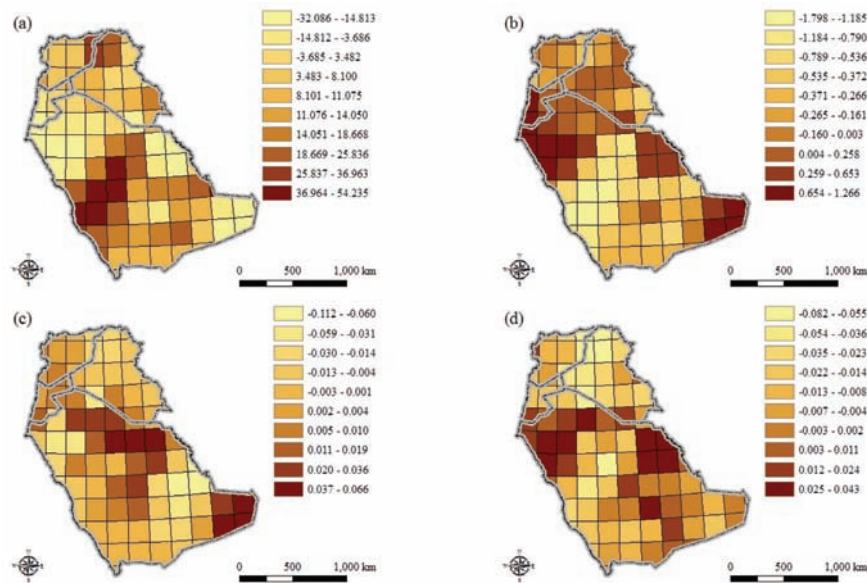 (a)
-32.086 - -14.813
-14.812 - -3.686
-3.685 - 3.482
3.483 - 8.100
8.101 - 11.075
11.076 - 14.050
14.051 - 18.668
18.669 - 25.836
25.837 - 36.963
36.964 - 54.235
0 500 1,000 km
(b)
-1.798 - -1.185
-1.184 - -0.790
-0.789 - -0.536
-0.535 - -0.372
-0.371 - -0.266
-0.265 - -0.161
-0.160 - 0.003
0.004 - 0.258
0.259 - 0.653
0.654 - 1.266
0 500 1,000 km
(c)
-0.112 - -0.060
-0.059 - -0.031
-0.030 - -0.014
-0.013 - -0.004
-0.003 - 0.001
0.002 - 0.004
0.005 - 0.010
0.011 - 0.019
0.020 - 0.036
0.037 - 0.066
0 500 1,000 km
(d)
-0.082 - -0.055
-0.054 - -0.036
-0.035 - -0.023
-0.022 - -0.014
-0.013 - -0.008
-0.007 - -0.004
-0.003 - -0.002
0.003 - 0.011
0.012 - 0.024
0.025 - 0.043
0 500 1,000 km